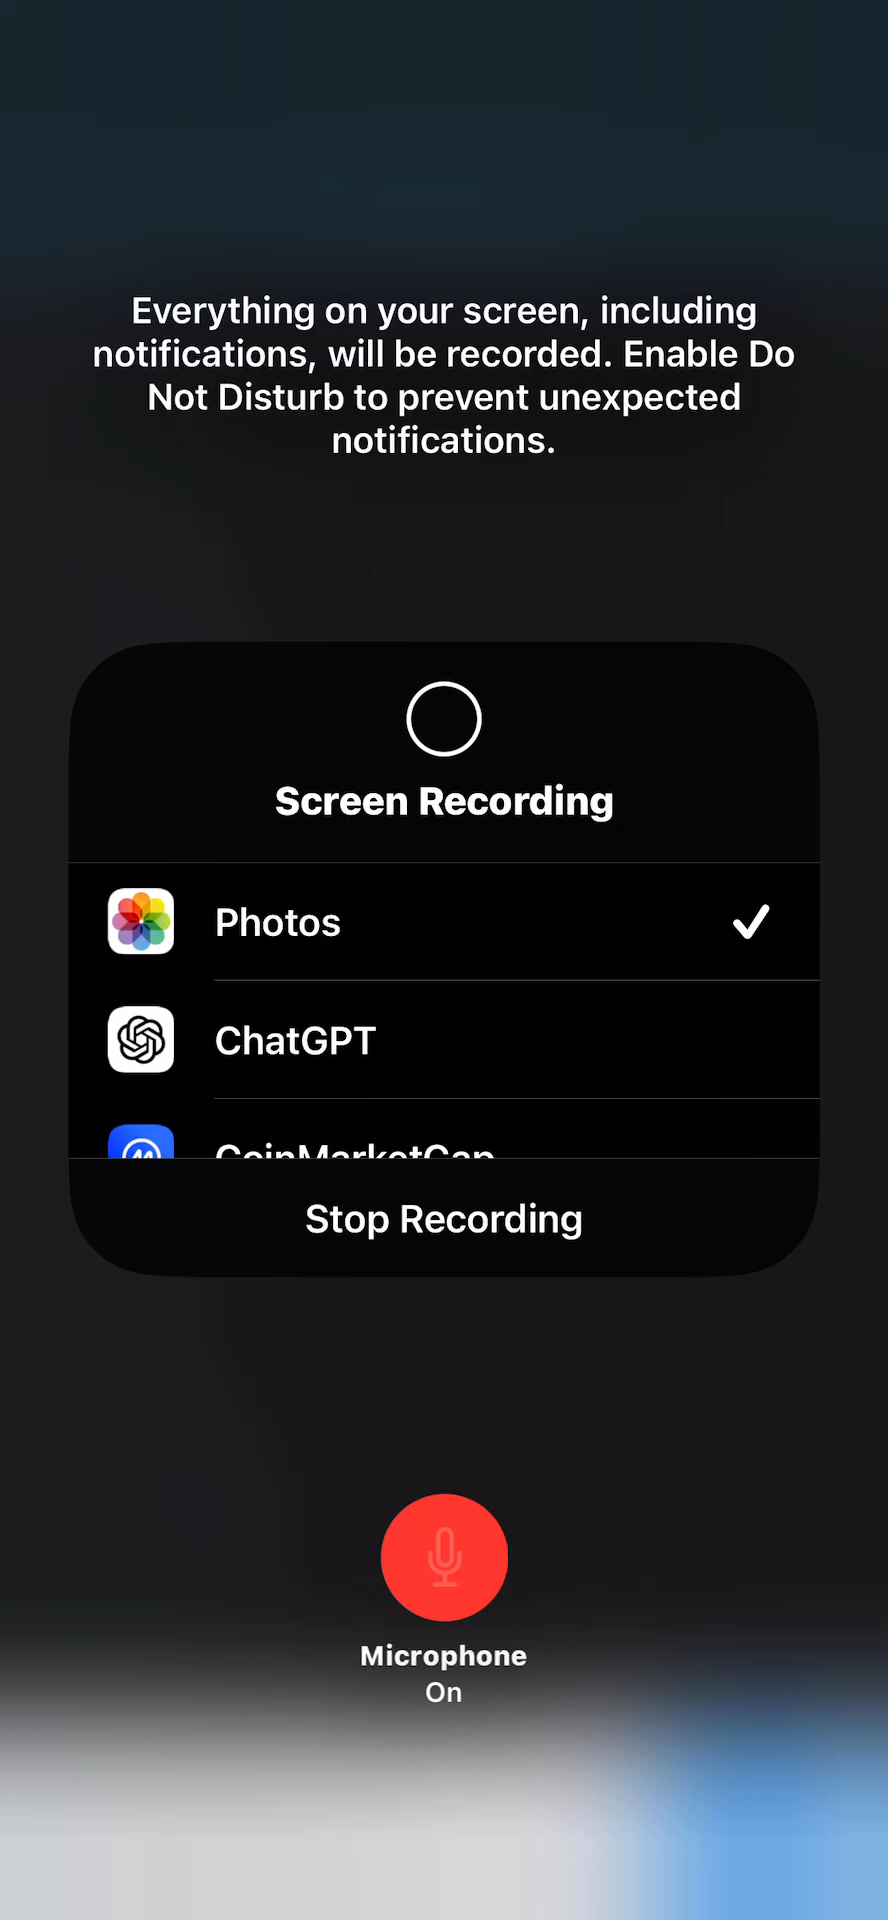 Everything on your screen, including
notifications, will be recorded. Enable Do
Not Disturb to prevent unexpected
notifications.
Screen Recording
Photos
ChatGPT
CoinMarketCap
Stop Recording
Microphone
On